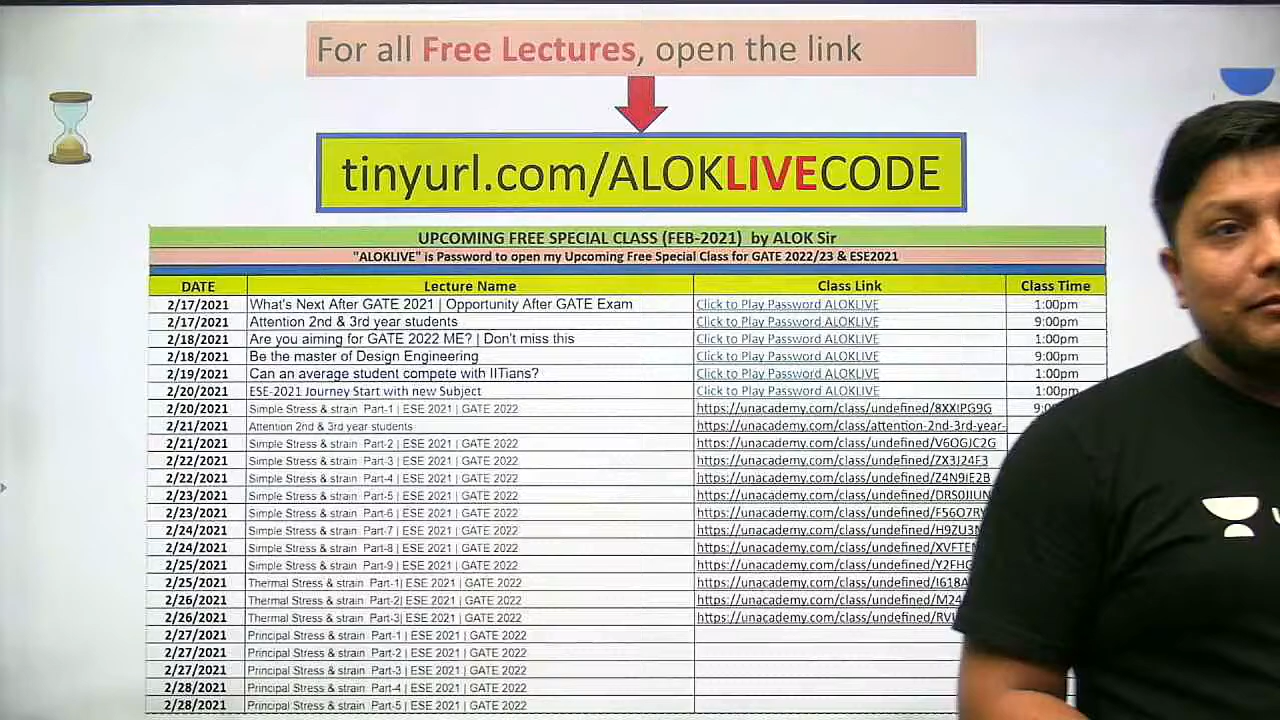 For all Free Lectures, open the link
tinyurl.com/ALOKLIVECODE
UPCOMING FREE SPECIAL CLASS (FEB-2021) by ALOK Sir
"ALOKLIVE" is Password to open my Upcoming Free Special Class for GATE 2022/23 & ESE2021
DATE Lecture Name Class Link Class Time
2/17/2021 What's Next After GATE 2021 | Opportunity After GATE Exam Click to Play Password ALOKLIVE 1:00pm
2/17/2021 Attention 2nd & 3rd year students Click to Play Password ALOKLIVE 9:00pm
2/18/2021 Are you aiming for GATE 2022 ME? | Don't miss this Click to Play Password ALOKLIVE 1:00pm
2/18/2021 Be the master of Design Engineering Click to Play Password ALOKLIVE 9:00pm
2/19/2021 Can an average student compete with IITians? Click to Play Password ALOKLIVE 1:00pm
2/20/2021 ESE-2021 Journey Start with new Subject Click to Play Password ALOKLIVE 1:00pm
2/20/2021 Simple Stress & strain Part-1 | ESE 2021 | GATE 2022 https://unacademy.com/class/undefined/8XXIPG9G
2/21/2021 Attention 2nd & 3rd year students https://unacademy.com/class/attention-2nd-3rd-year-
2/21/2021 Simple Stress & strain Part-2 | ESE 2021 | GATE 2022 https://unacademy.com/class/undefined/V6OGJC2G
2/22/2021 Simple Stress & strain Part-3 | ESE 2021 | GATE 2022 https://unacademy.com/class/undefined/ZX3J24F3
2/22/2021 Simple Stress & strain Part-4 | ESE 2021 | GATE 2022 https://unacademy.com/class/undefined/Z4N9IE2B
2/23/2021 Simple Stress & strain Part-5 | ESE 2021 | GATE 2022
2/23/2021 Simple Stress & strain Part-6 | ESE 2021 | GATE 2022
2/24/2021 Simple Stress & strain Part-7 | ESE 2021 | GATE 2022
2/24/2021 Simple Stress & strain Part-8 | ESE 2021 | GATE 2022
2/25/2021 Simple Stress & strain Part-9 | ESE 2021 | GATE 2022
2/25/2021 Thermal Stress & strain Part-1| ESE 2021 | GATE 2022
2/26/2021 Thermal Stress & strain Part-2| ESE 2021 | GATE 2022
2/26/2021 Thermal Stress & strain Part-3| ESE 2021 | GATE 2022
2/27/2021 Principal Stress & strain Part-1 | ESE 2021 | GATE 2022
2/27/2021 Principal Stress & strain Part-2 | ESE 2021 | GATE 2022
2/27/2021 Principal Stress & strain Part-3 | ESE 2021 | GATE 2022
2/28/2021 Principal Stress & strain Part-4 | ESE 2021 | GATE 2022
2/28/2021 Principal Stress & strain Part-5 | ESE 2021 | GATE 2022